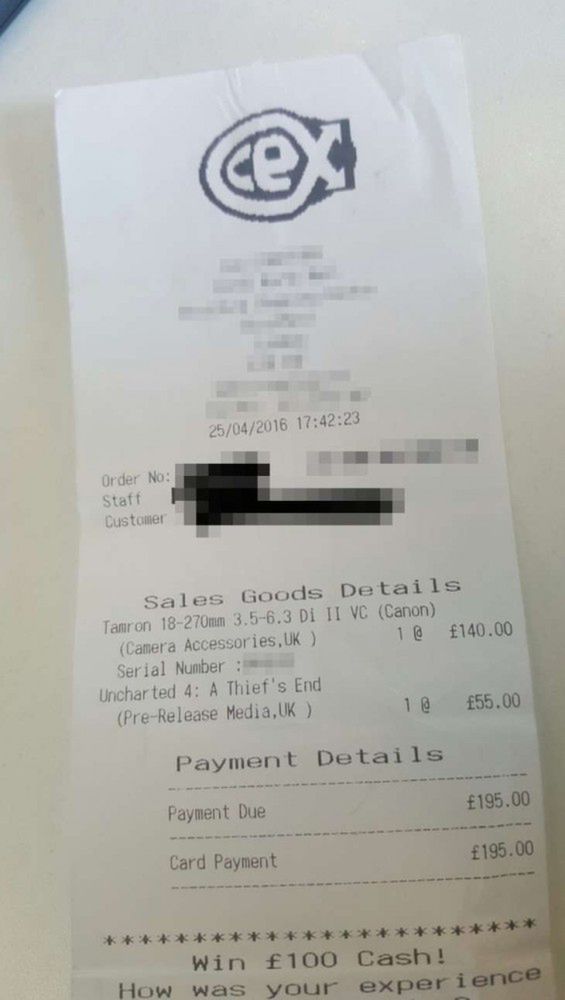 cex
25/04/2016 17:42:23
Order No:
Staff
Customer
Sales Goods Details
Tamron 18-270mm 3.5-6.3 Di II VC (Canon)
(Camera Accessories,UK ) 1 @ £140.00
Serial Number :
Uncharted 4: A Thief's End
(Pre-Release Media,UK ) 1 @ £55.00
Payment Details
Payment Due £195.00
Card Payment £195.00
************************
Win £100 Cash!
How was your experience